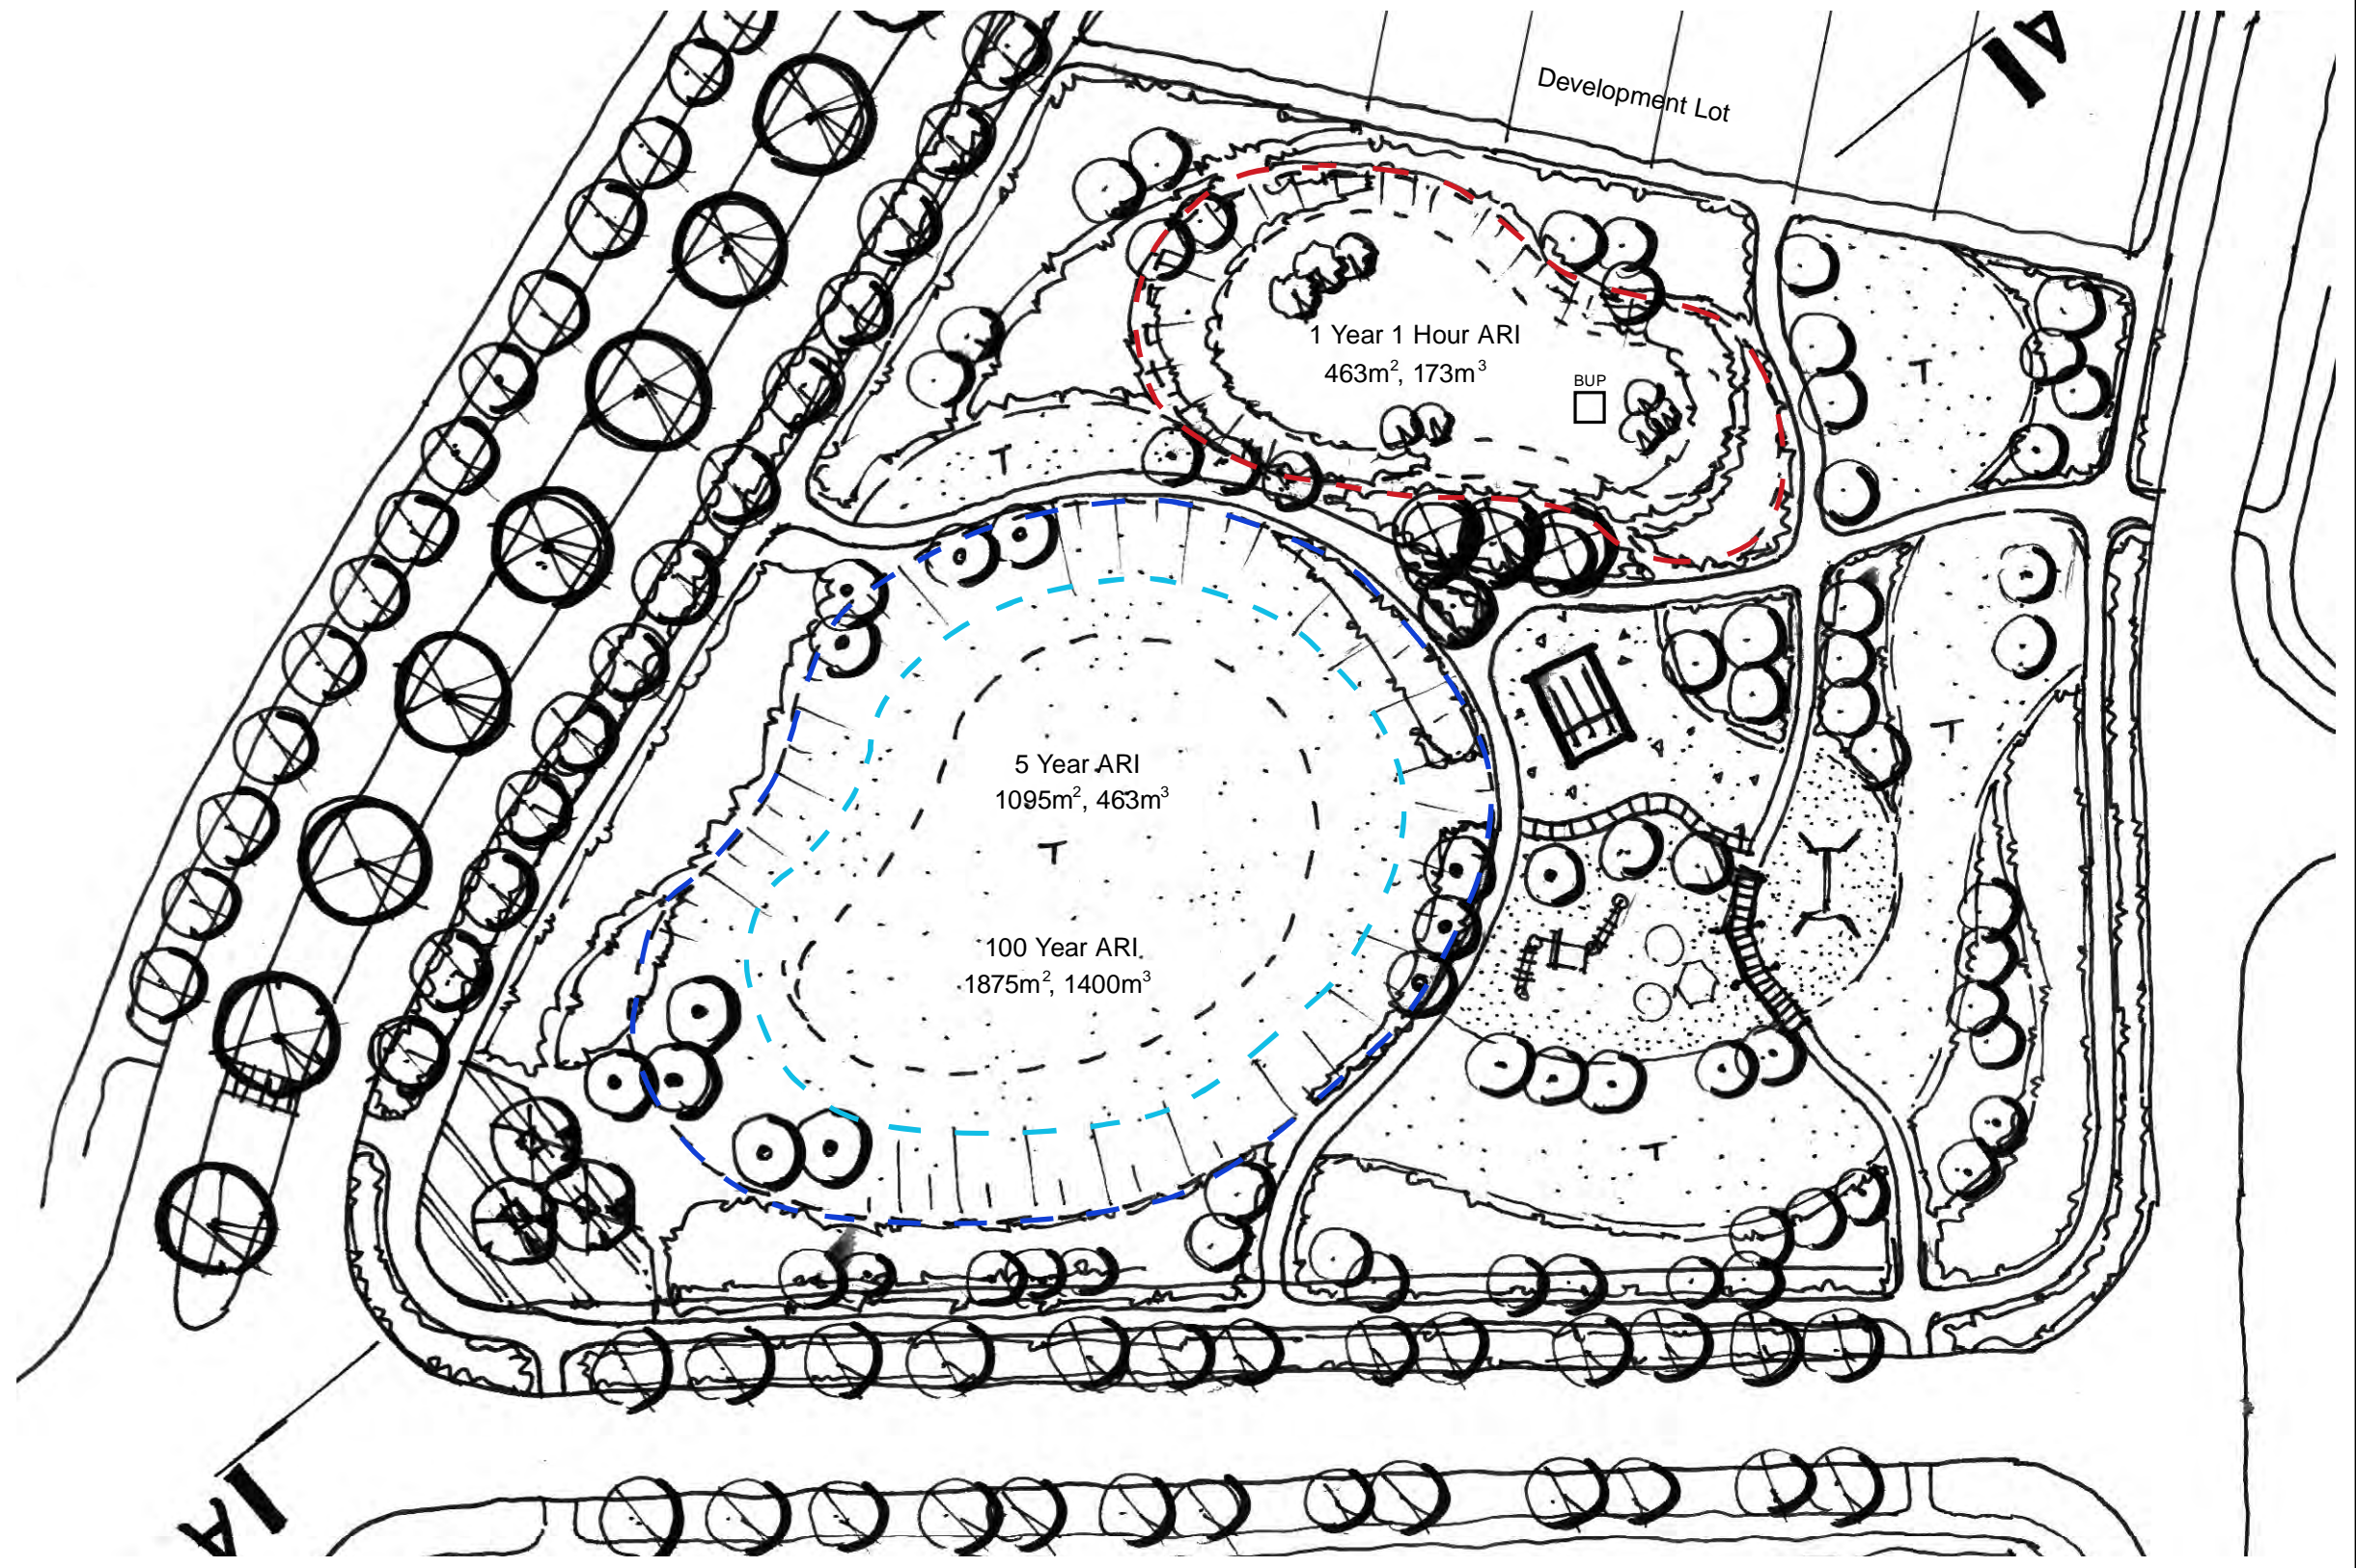 A
Development Lot
1 Year 1 Hour ARI
463m², 173m³
BUP
T
T
T
5 Year ARI
1095m², 463m³
T
100 Year ARI
1875m², 1400m³
T
A